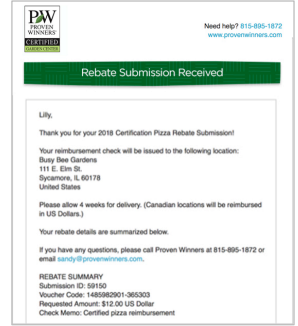 PW
PROVEN
WINNERS
CERTIFIED
GARDEN CENTER
Need help? 815-895-1872
www.provenwinners.com
Rebate Submission Received
Lilly,
Thank you for your 2018 Certification Pizza Rebate Submission!
Your reimbursement check will be issued to the following location:
Busy Bee Gardens
111 E. Elm St.
Sycamore, IL 60178
United States
Please allow 4 weeks for delivery. (Canadian locations will be reimbursed
in US Dollars.)
Your rebate details are summarized below.
If you have any questions, please call Proven Winners at 815-895-1872 or
email sandy@provenwinners.com.
REBATE SUMMARY
Submission ID: 59150
Voucher Code: 1485982901-365303
Requested Amount: $12.00 US Dollar
Check Memo: Certified pizza reimbursement